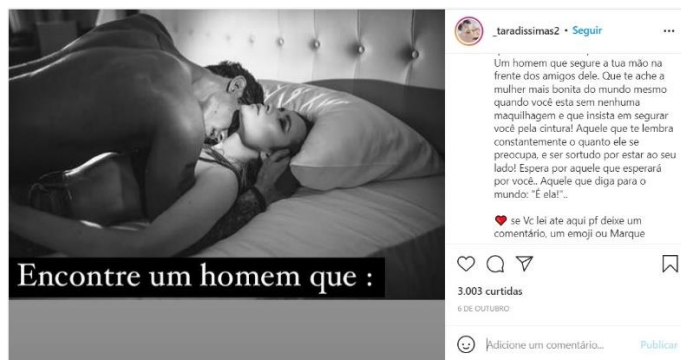 _taradissimas2 • Seguir
Um homem que segure a tua mão na
frente dos amigos dele. Que te ache a
mulher mais bonita do mundo mesmo
quando você esta sem nenhuma
maquilhagem e que insista em segurar
você pela cintura! Aquele que te lembra
constantemente o quanto ele se
preocupa, e ser sortudo por estar ao seu
lado! Espera por aquele que esperará
por você.. Aquele que diga para o
mundo: "É ela!"..
❤️ se Vc lei ate aqui pf deixe um
comentário, um emoji ou Marque
Encontre um homem que :
3.003 curtidas
6 DE OUTUBRO
Adicione um comentário...
Publicar